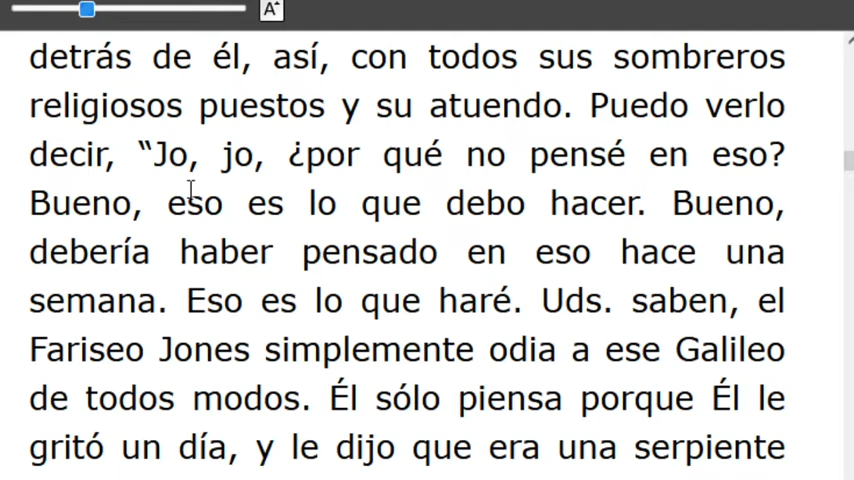 A
detrás de él, así, con todos sus sombreros
religiosos puestos y su atuendo. Puedo verlo
decir, “Jo, jo, ¿por qué no pensé en eso?
Bueno, eso es lo que debo hacer. Bueno,
debería haber pensado en eso hace una
semana. Eso es lo que haré. Uds. saben, el
Fariseo Jones simplemente odia a ese Galileo
de todos modos. Él sólo piensa porque Él le
gritó un día, y le dijo que era una serpiente